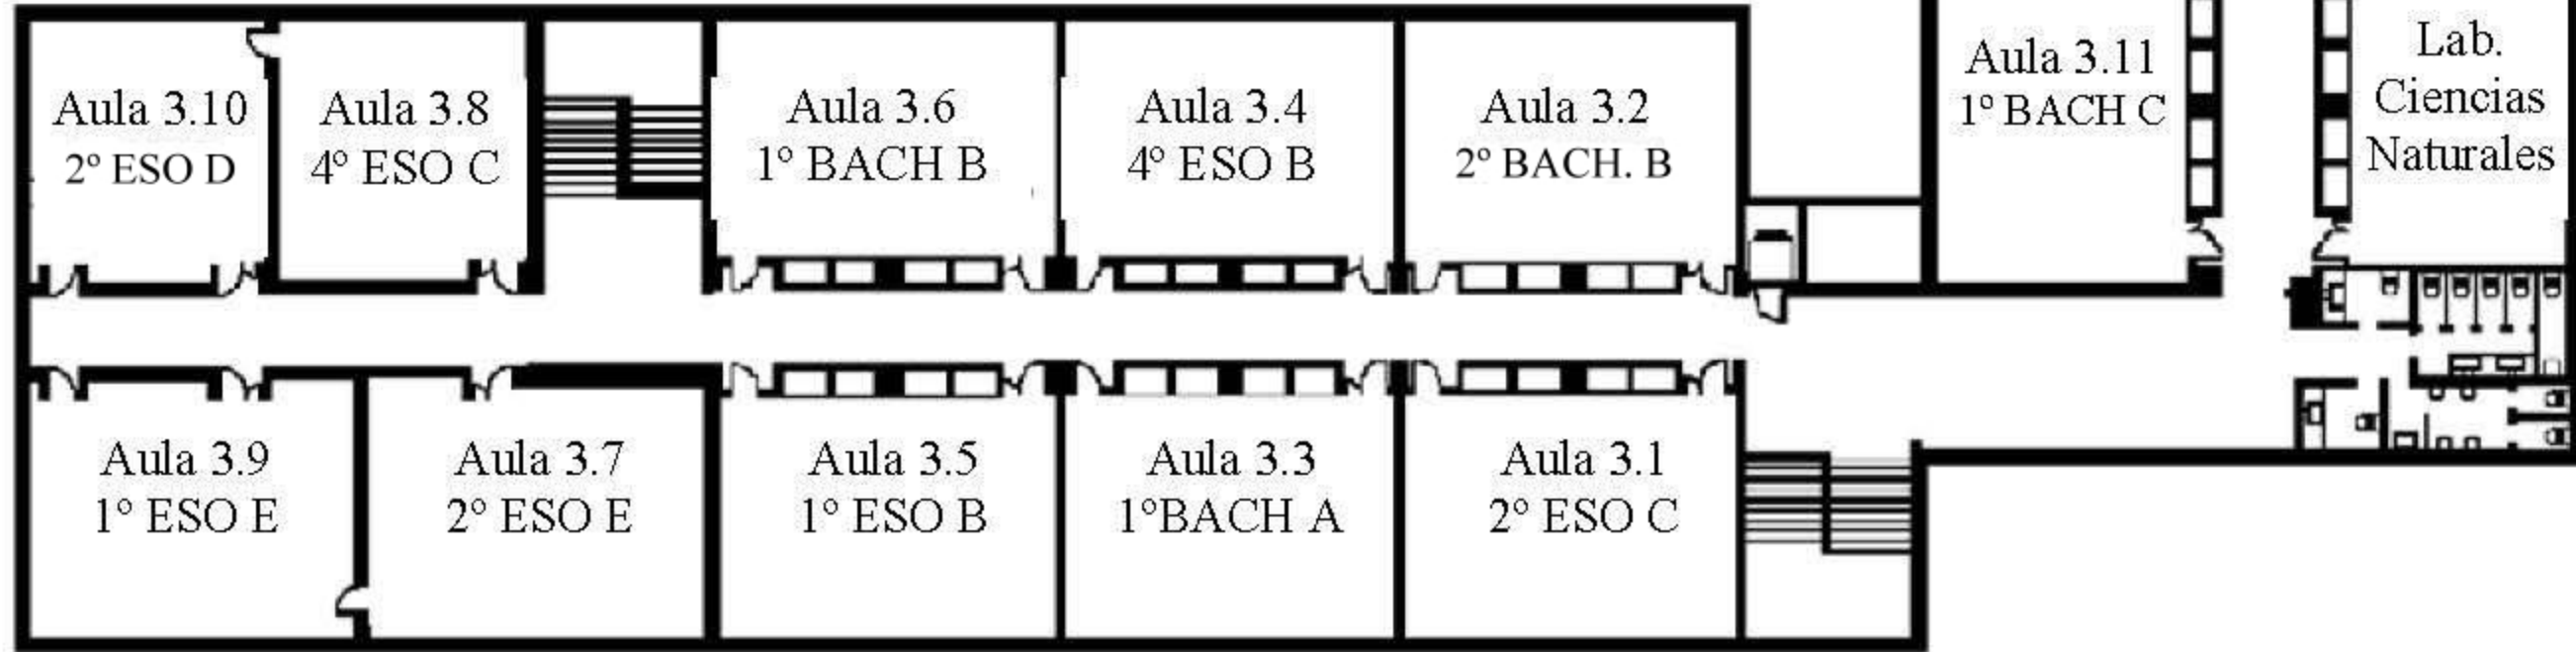 Aula 3.10
2º ESO D
Aula 3.8
4º ESO C
Aula 3.6
1º BACH B
Aula 3.4
4º ESO B
Aula 3.2
2º BACH. B
Aula 3.11
1º BACH C
Lab.
Ciencias
Naturales
Aula 3.9
1º ESO E
Aula 3.7
2º ESO E
Aula 3.5
1º ESO B
Aula 3.3
1ºBACH A
Aula 3.1
2º ESO C